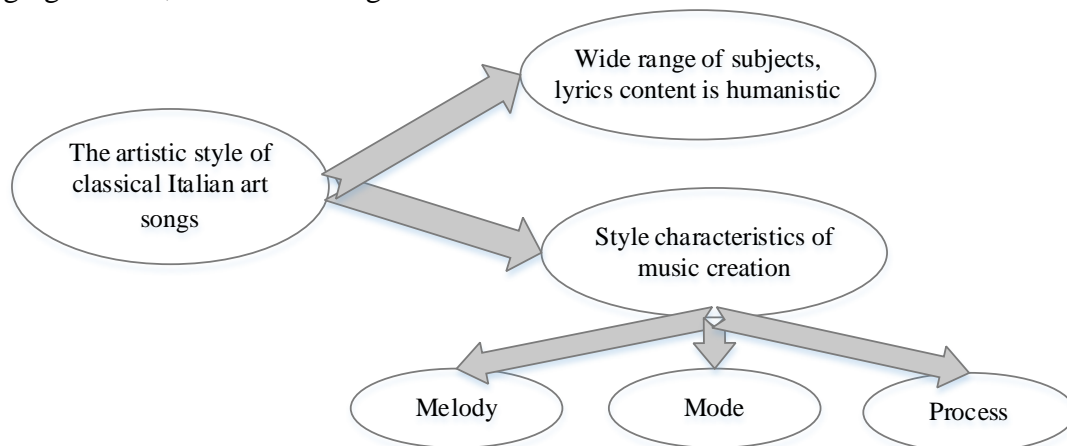 Wide range of subjects,
lyrics content is humanistic
The artistic style of
classical Italian art
songs
Style characteristics of
music creation
Melody
Mode
Process